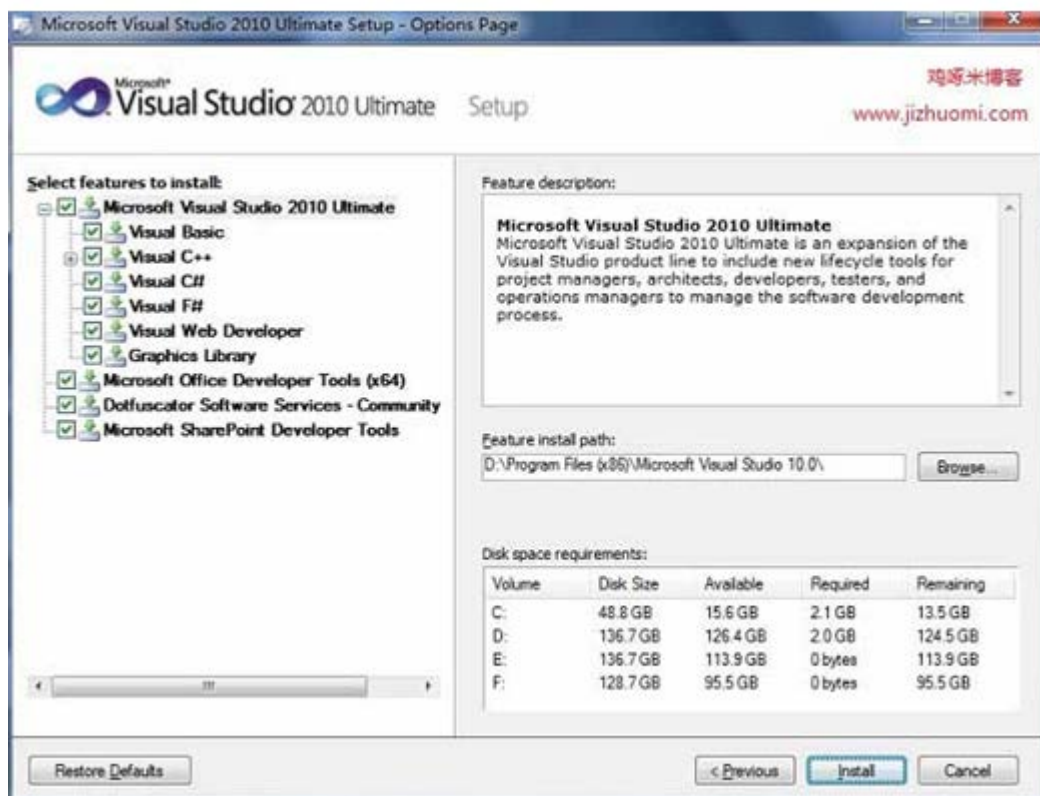 Microsoft Visual Studio 2010 Ultimate Setup - Options Page
Microsoft®
Visual Studio 2010 Ultimate Setup
鸡啄米博客
www.jizhuomi.com
Select features to install:
Microsoft Visual Studio 2010 Ultimate
Visual Basic
Visual C++
Visual C#
Visual F#
Visual Web Developer
Graphics Library
Microsoft Office Developer Tools (x64)
Dotfuscator Software Services - Community
Microsoft SharePoint Developer Tools
Feature description:
Microsoft Visual Studio 2010 Ultimate
Microsoft Visual Studio 2010 Ultimate is an expansion of the
Visual Studio product line to include new lifecycle tools for
project managers, architects, developers, testers, and
operations managers to manage the software development
process.
Feature install path:
D:\Program Files (x86)\Microsoft Visual Studio 10.0\
Browse...
Disk space requirements:
Volume Disk Size Available Required Remaining
C: 48.8 GB 15.6 GB 2.1 GB 13.5 GB
D: 136.7 GB 126.4 GB 2.0 GB 124.5 GB
E: 136.7 GB 113.9 GB 0 bytes 113.9 GB
F: 128.7 GB 95.5 GB 0 bytes 95.5 GB
Restore Defaults
< Previous
Install
Cancel